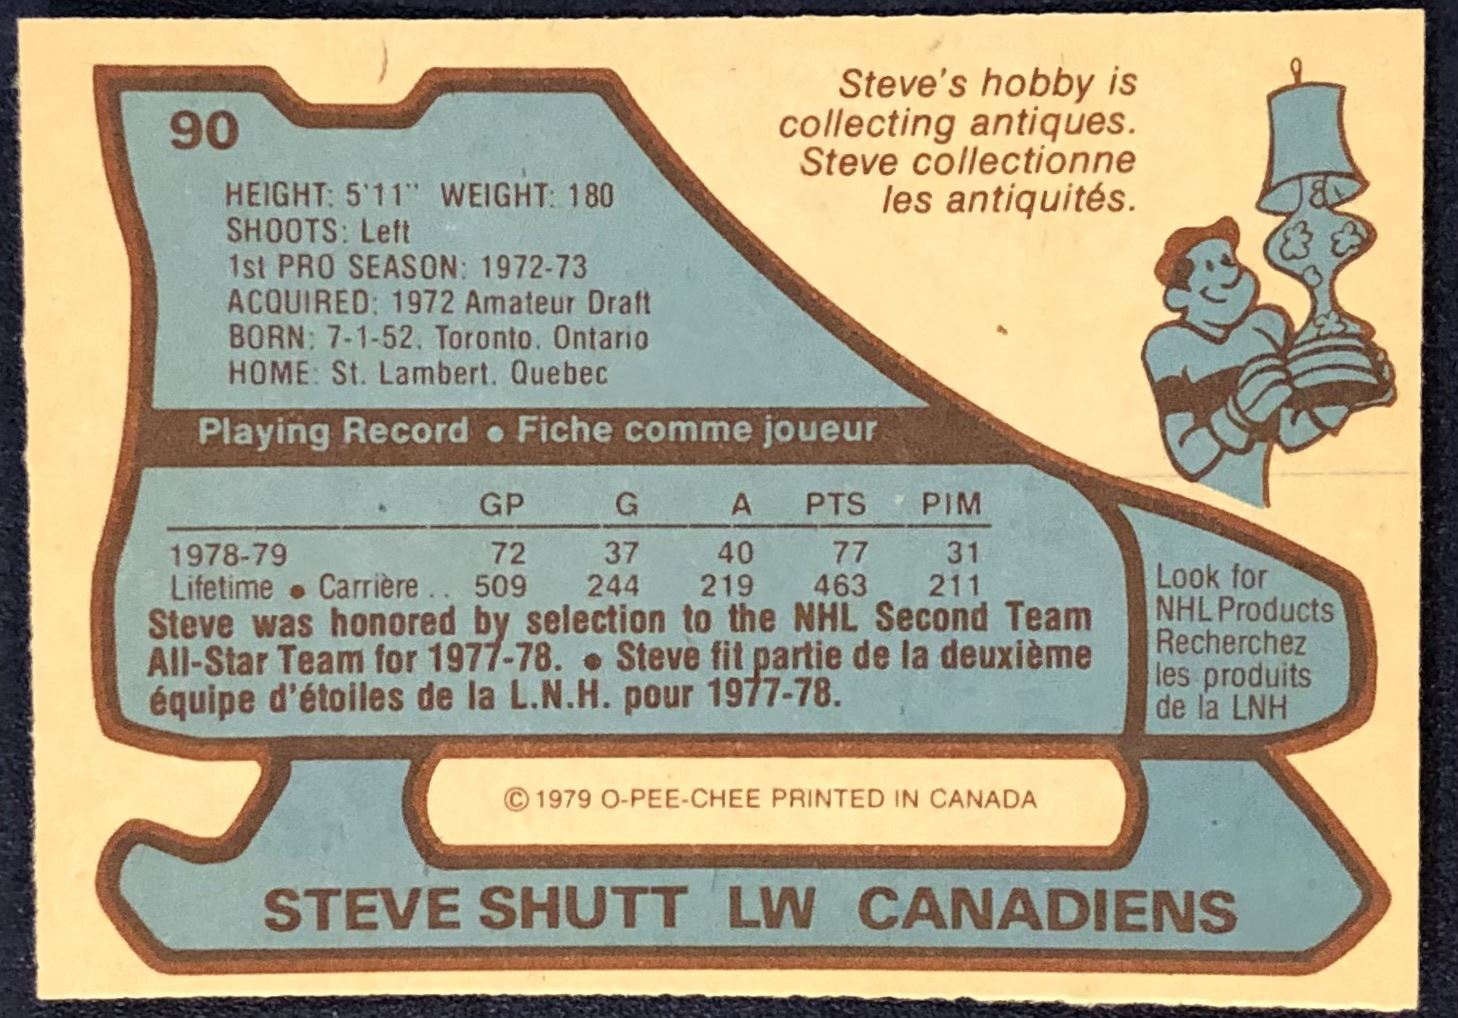 90
HEIGHT: 5'11" WEIGHT: 180
SHOOTS: Left
1st PRO SEASON: 1972-73
ACQUIRED: 1972 Amateur Draft
BORN: 7-1-52, Toronto, Ontario
HOME: St. Lambert, Quebec
Steve's hobby is
collecting antiques.
Steve collectionne
les antiquités.
Playing Record • Fiche comme joueur
GP G A PTS PIM
1978-79 72 37 40 77 31
Lifetime • Carrière .. 509 244 219 463 211
Steve was honored by selection to the NHL Second Team
All-Star Team for 1977-78. • Steve fit partie de la deuxième
équipe d'étoiles de la L.N.H. pour 1977-78.
Look for
NHL Products
Recherchez
les produits
de la LNH
© 1979 O-PEE-CHEE PRINTED IN CANADA
STEVE SHUTT LW CANADIENS